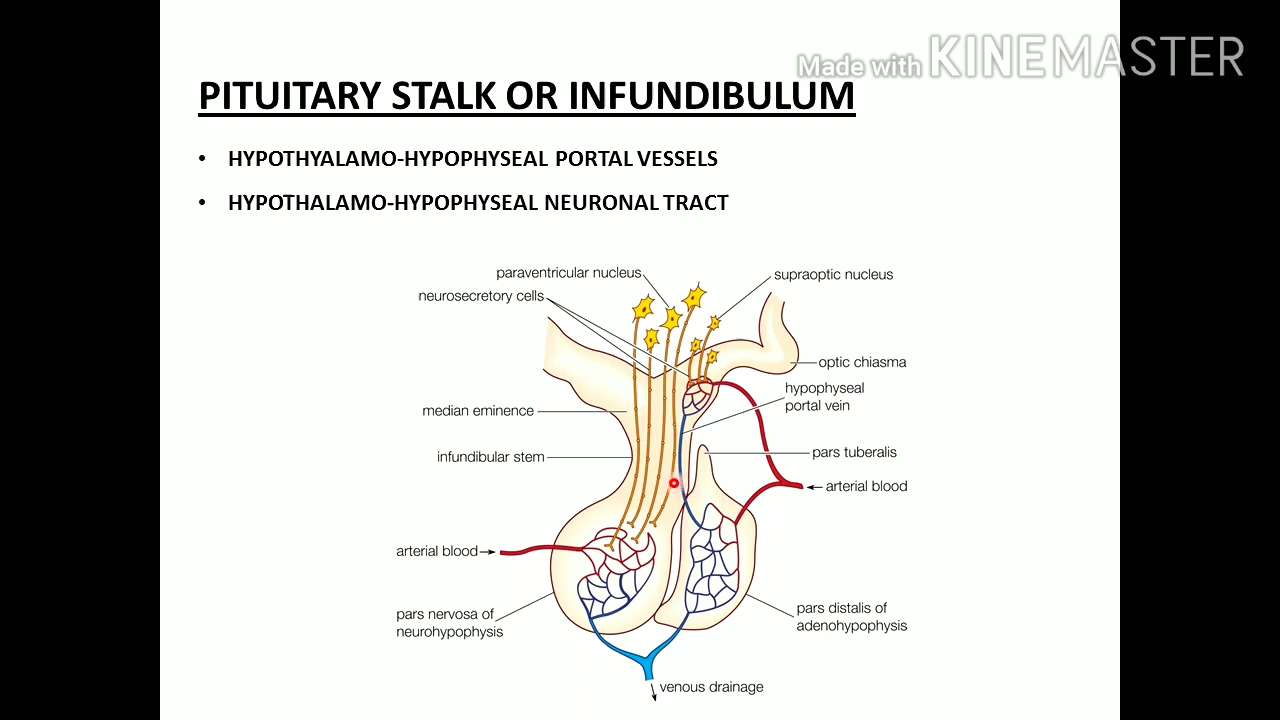 Made with KINEMASTER
PITUITARY STALK OR INFUNDIBULUM
• HYPOTHYALAMO-HYPOPHYSEAL PORTAL VESSELS
• HYPOTHALAMO-HYPOPHYSEAL NEURONAL TRACT
paraventricular nucleus
supraoptic nucleus
neurosecretory cells
optic chiasma
hypophyseal
portal vein
median eminence
infundibular stem
pars tuberalis
arterial blood
arterial blood
pars nervosa of
neurohypophysis
pars distalis of
adenohypophysis
venous drainage